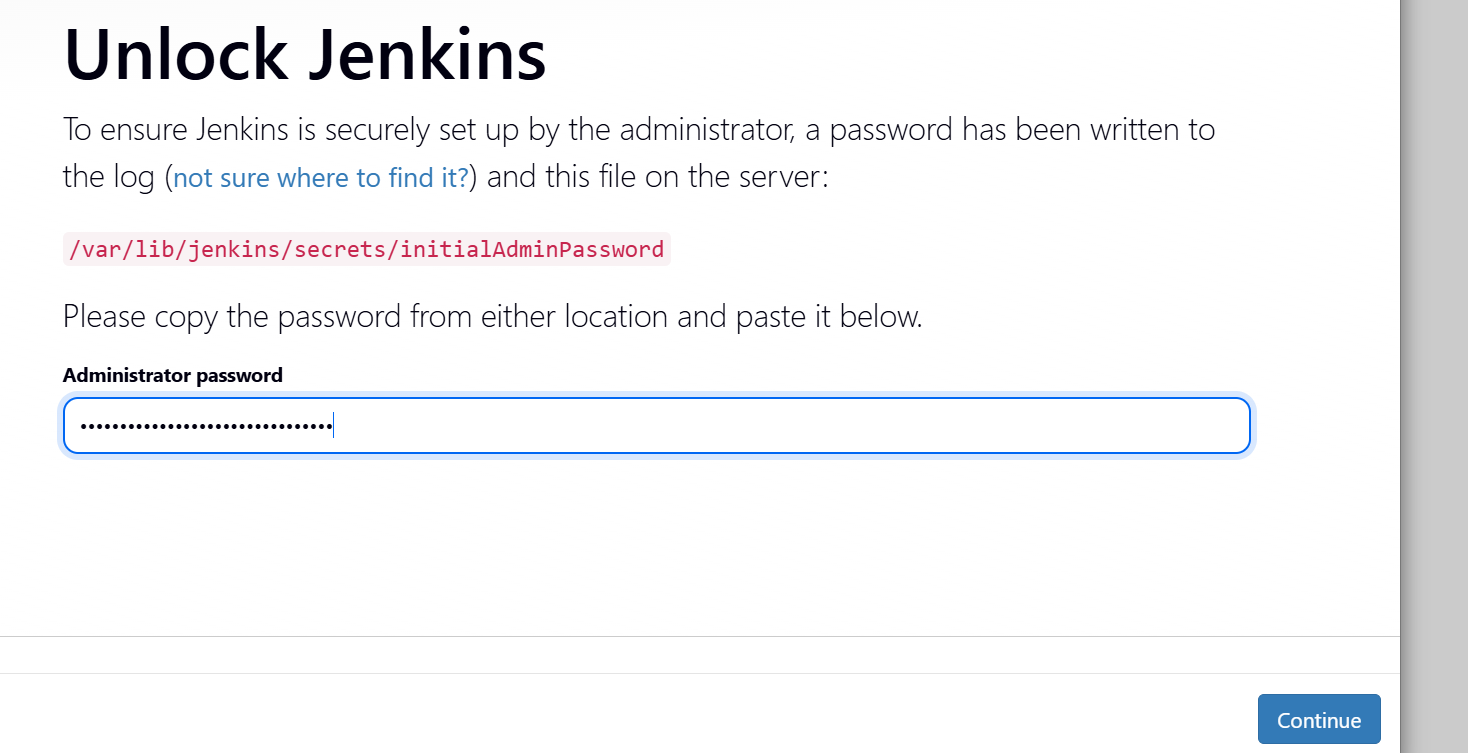 Unlock Jenkins
To ensure Jenkins is securely set up by the administrator, a password has been written to
the log (not sure where to find it?) and this file on the server:
/var/lib/jenkins/secrets/initialAdminPassword
Please copy the password from either location and paste it below.
Administrator password
••••••••••••••••••••••••••••••••
Continue